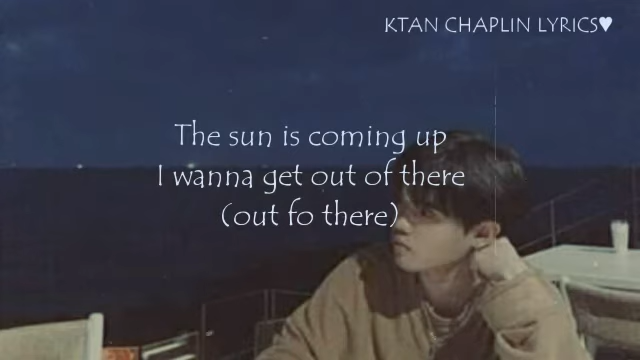 KTAN CHAPLIN LYRICS♥
The sun is coming up
I wanna get out of there
(out fo there)